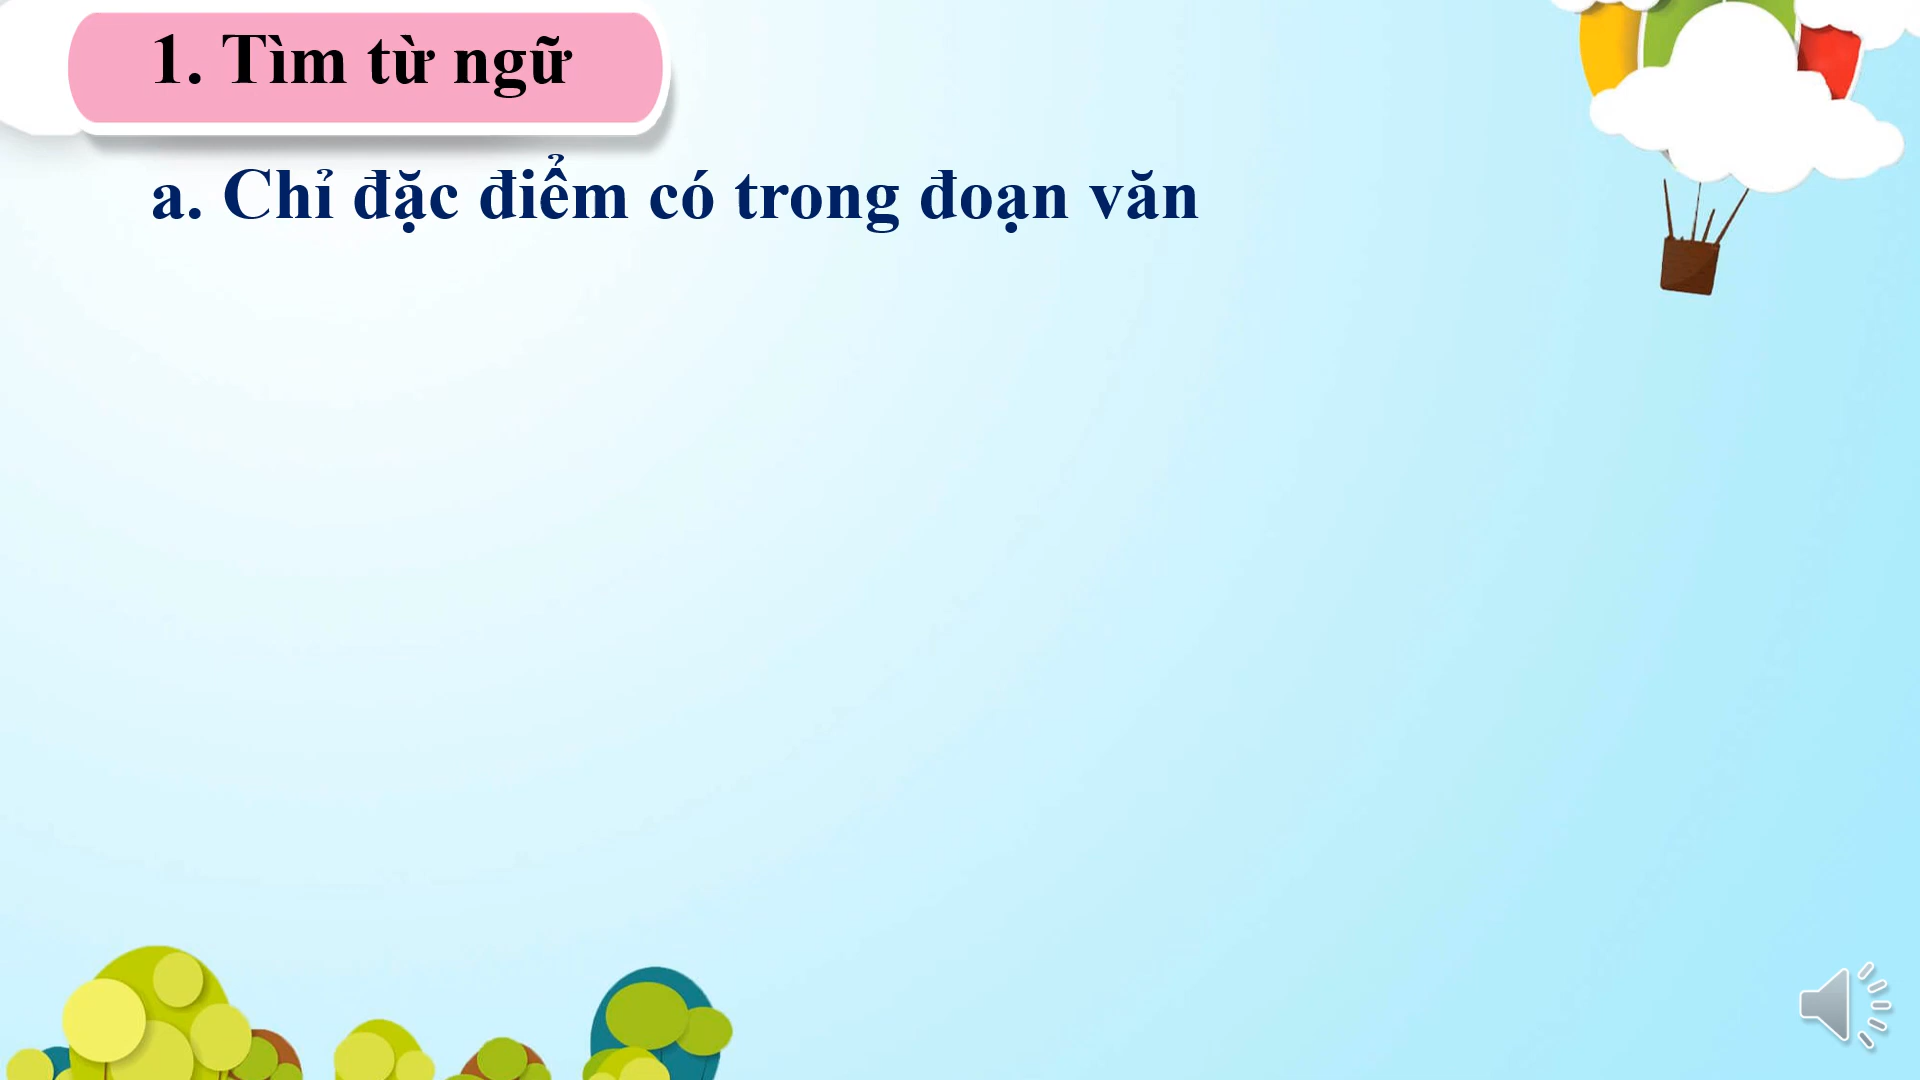 1. Tìm từ ngữ
a. Chỉ đặc điểm có trong đoạn văn